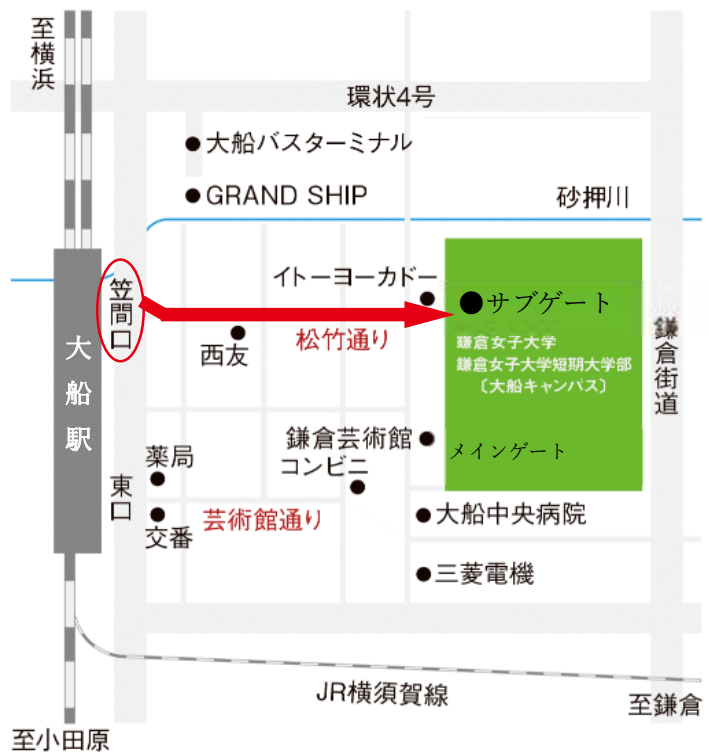 至横浜
環状4号
大船バスターミナル
GRAND SHIP
砂押川
笠間口
イトーヨーカドー
サブゲート
松竹通り
西友
鎌倉女子大学
鎌倉女子大学短期大学部
〔大船キャンパス〕
鎌倉街道
大船駅
鎌倉芸術館
メインゲート
コンビニ
薬局
東口
芸術館通り
交番
大船中央病院
三菱電機
JR横須賀線
至鎌倉
至小田原